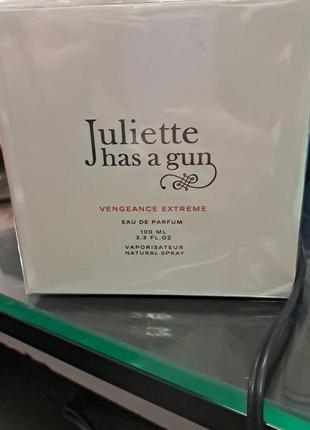 Juliette
has a gun
VENGEANCE EXTREME
EAU DE PARFUM
100 ML
3.3 FL.OZ
VAPORISATEUR
NATURAL SPRAY